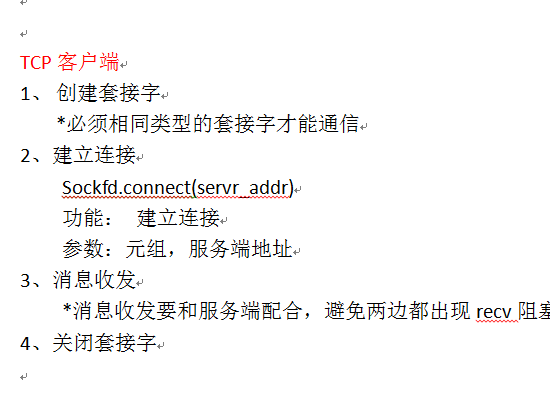 TCP 客户端
1、 创建套接字
*必须相同类型的套接字才能通信
2、建立连接
Sockfd.connect(servr_addr)
功能： 建立连接
参数：元组，服务端地址
3、消息收发
*消息收发要和服务端配合，避免两边都出现 recv 阻塞
4、关闭套接字